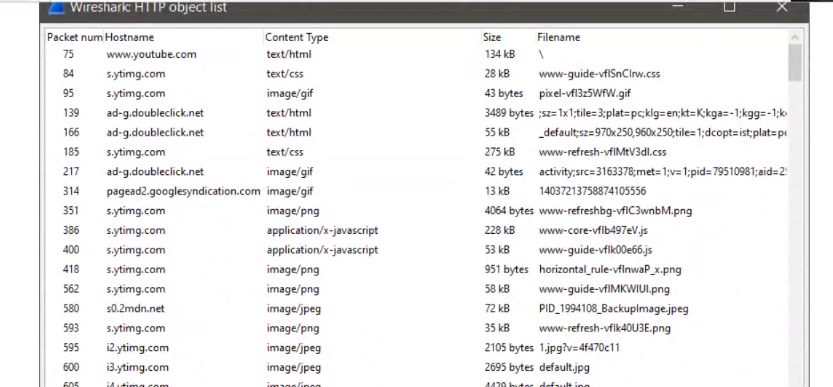 Wireshark: HTTP object list
Packet num Hostname Content Type Size Filename
75 www.youtube.com text/html 134 kB \
84 s.ytimg.com text/css 28 kB www-guide-vflSnClrw.css
95 s.ytimg.com image/gif 43 bytes pixel-vfl3z5WfW.gif
139 ad-g.doubleclick.net text/html 3489 bytes ;sz=1x1;tile=3;plat=pc;klg=en;kt=K;kga=-1;kgg=-1;k
166 ad-g.doubleclick.net text/html 55 kB _default;sz=970x250,960x250;tile=1;dcopt=ist;plat=p
185 s.ytimg.com text/css 275 kB www-refresh-vflMtV3dI.css
217 ad-g.doubleclick.net image/gif 42 bytes activity;src=3163378;met=1;v=1;pid=79510981;aid=2
314 pagead2.googlesyndication.com image/gif 13 kB 14037213758874105556
351 s.ytimg.com image/png 4064 bytes www-refreshbg-vflC3wnbM.png
386 s.ytimg.com application/x-javascript 228 kB www-core-vflb497eV.js
400 s.ytimg.com application/x-javascript 53 kB www-guide-vflk00e66.js
418 s.ytimg.com image/png 951 bytes horizontal_rule-vflnwaP_x.png
562 s.ytimg.com image/png 58 kB www-guide-vflMKWlUI.png
580 s0.2mdn.net image/jpeg 72 kB PID_1994108_BackupImage.jpeg
593 s.ytimg.com image/png 35 kB www-refresh-vflk40U3E.png
595 i2.ytimg.com image/jpeg 2105 bytes 1.jpg?v=4f470c11
600 i3.ytimg.com image/jpeg 2695 bytes default.jpg
605 i4.ytimg.com image/jpeg 4429 bytes default.jpg